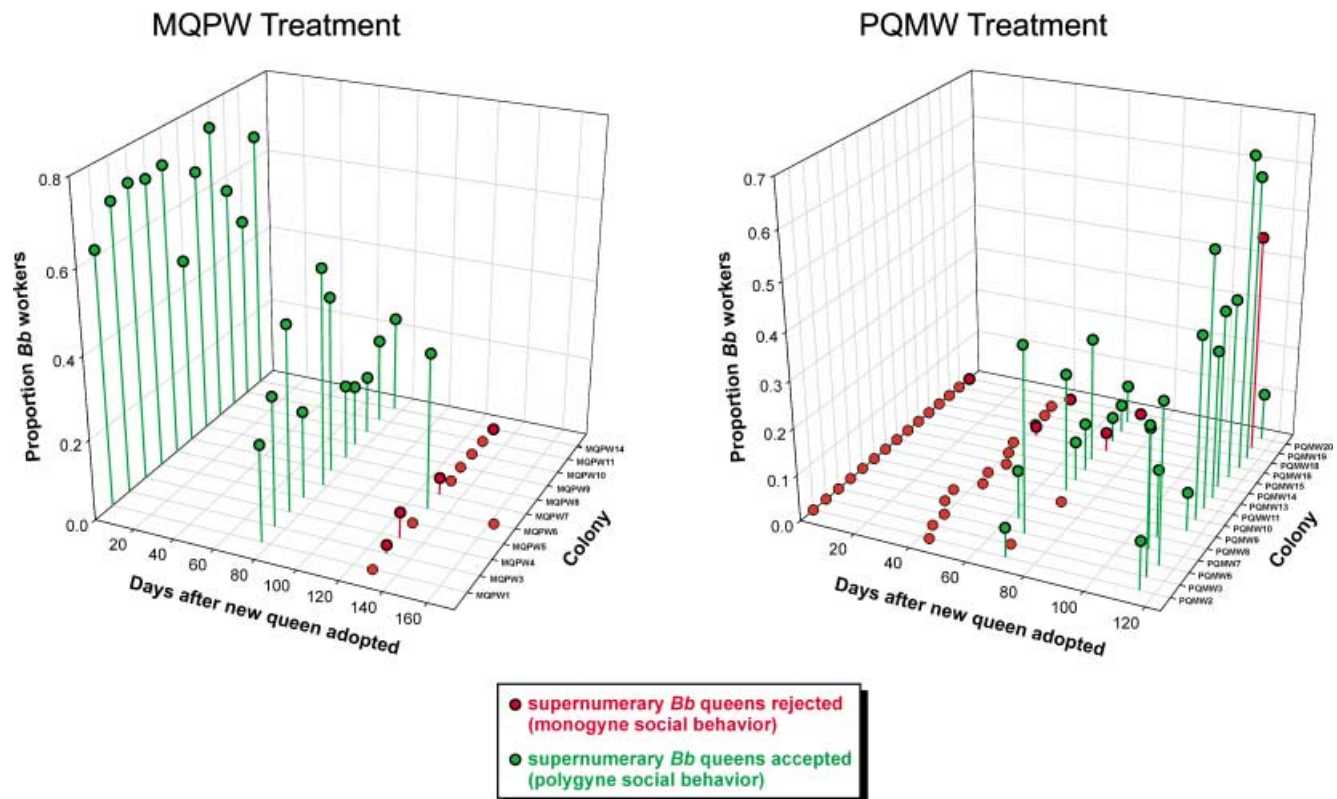 MQPW Treatment
PQMW Treatment
Proportion Bb workers
0.8
0.6
0.4
0.2
0.0
20
40
60
80
100
120
140
160
Days after new queen adopted
MQPW14
MQPW11
MQPW10
MQPW9
MQPW8
MQPW7
MQPW6
MQPW5
MQPW4
MQPW3
MQPW1
Colony
Proportion Bb workers
0.7
0.6
0.5
0.4
0.3
0.2
0.1
0.0
20
40
60
80
100
120
Days after new queen adopted
PQMW20
PQMW19
PQMW18
PQMW16
PQMW15
PQMW14
PQMW13
PQMW11
PQMW10
PQMW9
PQMW8
PQMW7
PQMW6
PQMW3
PQMW2
Colony
supernumerary Bb queens rejected
(monogyne social behavior)
supernumerary Bb queens accepted
(polygyne social behavior)